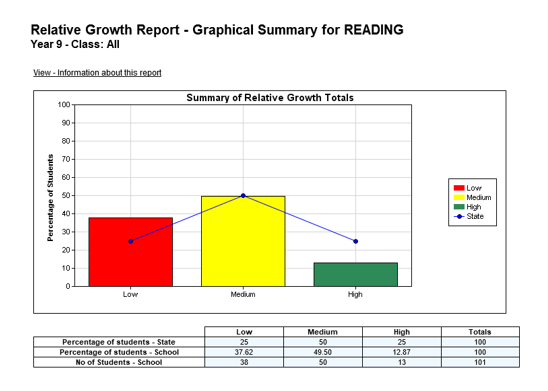 Relative Growth Report - Graphical Summary for READING
Year 9 - Class: All
View - Information about this report
Summary of Relative Growth Totals
Percentage of Students
100
90
80
70
60
50
40
30
20
10
0
Low Medium High
Low
Medium
High
State
Low Medium High Totals
Percentage of students - State 25 50 25 100
Percentage of students - School 37.62 49.50 12.87 100
No of Students - School 38 50 13 101